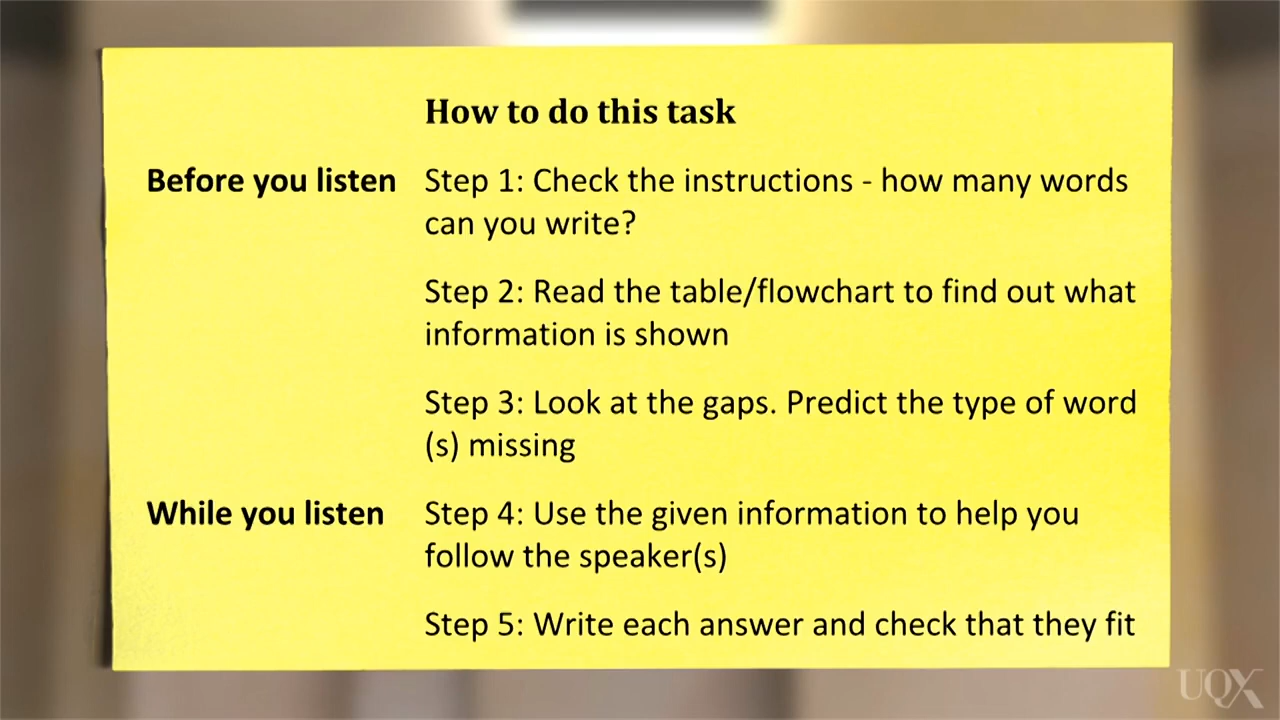 How to do this task
Before you listen Step 1: Check the instructions - how many words
can you write?
Step 2: Read the table/flowchart to find out what
information is shown
Step 3: Look at the gaps. Predict the type of word
(s) missing
While you listen Step 4: Use the given information to help you
follow the speaker(s)
Step 5: Write each answer and check that they fit
UQX